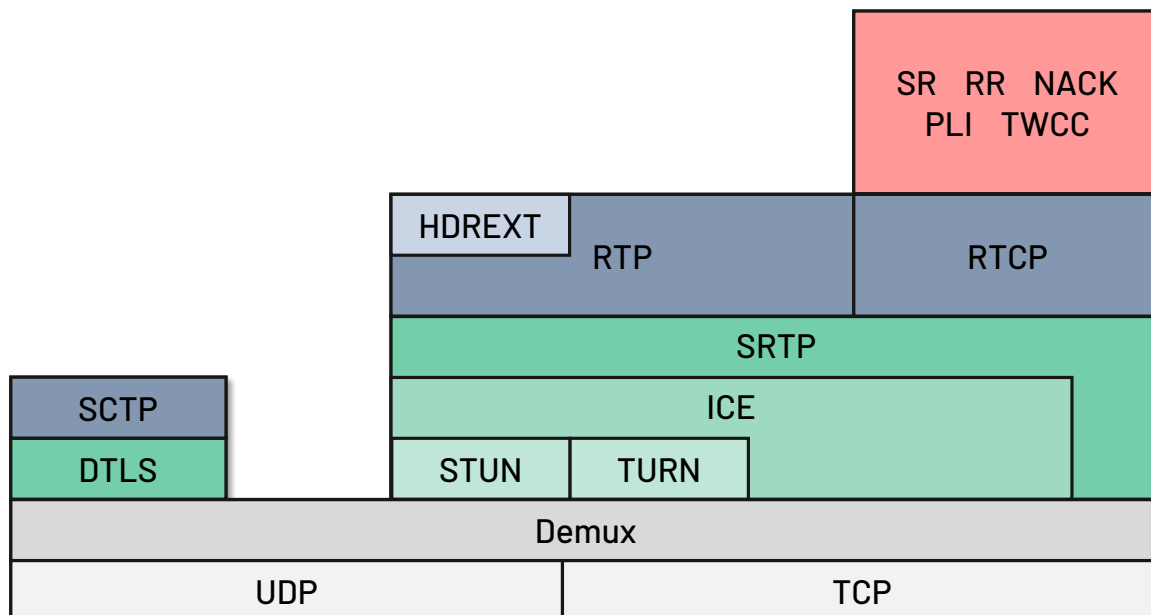 SR RR NACK
PLI TWCC
HDREXT
RTP
RTCP
SRTP
SCTP
ICE
DTLS
STUN
TURN
Demux
UDP
TCP